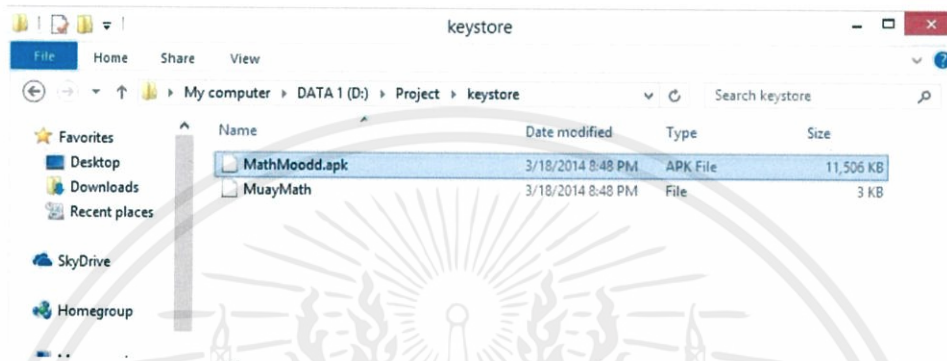 keystore
File Home Share View
My computer DATA 1 (D:) Project keystore Search keystore
Name Date modified Type Size
Favorites
Desktop
Downloads
Recent places
SkyDrive
Homegroup
MathMoodd.apk 3/18/2014 8:48 PM APK File 11,506 KB
MuayMath 3/18/2014 8:48 PM File 3 KB